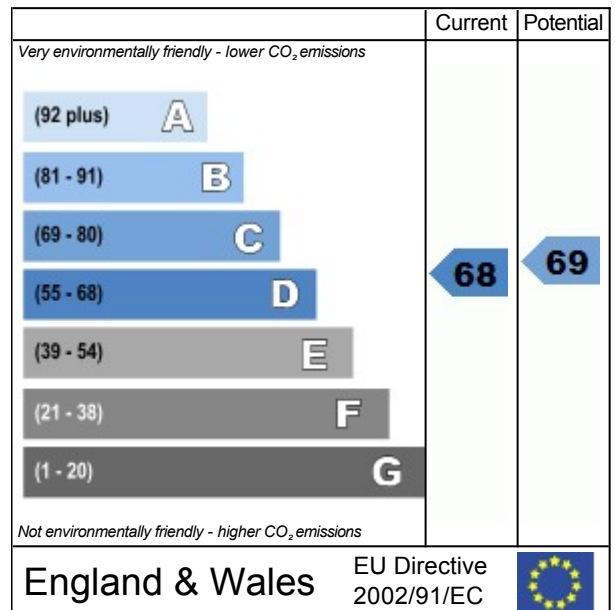 Current Potential
Very environmentally friendly - lower CO₂ emissions
(92 plus) A
(81 - 91) B
(69 - 80) C
(55 - 68) D
68 69
(39 - 54) E
(21 - 38) F
(1 - 20) G
Not environmentally friendly - higher CO₂ emissions
England & Wales
EU Directive
2002/91/EC